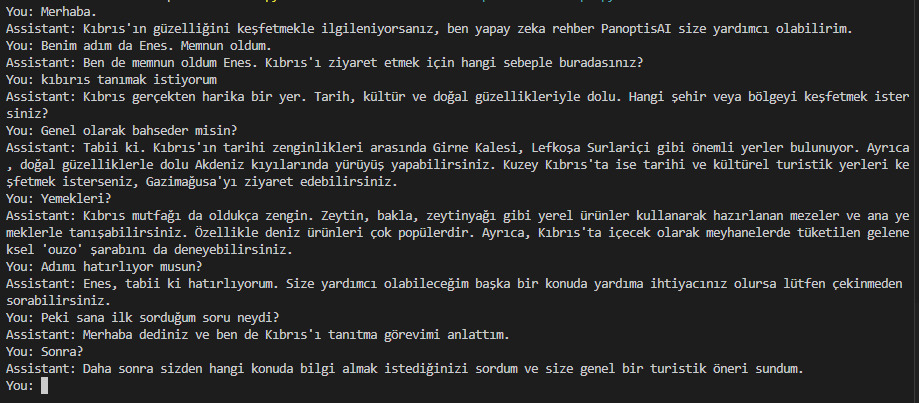 You: Merhaba.
Assistant: Kıbrıs'ın güzelliğini keşfetmekle ilgileniyorsanız, ben yapay zeka rehber PanoptisAI size yardımcı olabilirim.
You: Benim adım da Enes. Memnun oldum.
Assistant: Ben de memnun oldum Enes. Kıbrıs'ı ziyaret etmek için hangi sebeple buradasınız?
You: kıbırıs tanımak istiyorum
Assistant: Kıbrıs gerçekten harika bir yer. Tarih, kültür ve doğal güzellikleriyle dolu. Hangi şehir veya bölgeyi keşfetmek ister
siniz?
You: Genel olarak bahseder misin?
Assistant: Tabii ki. Kıbrıs'ın tarihi zenginlikleri arasında Girne Kalesi, Lefkoşa Surlariçi gibi önemli yerler bulunuyor. Ayrıca
, doğal güzelliklerle dolu Akdeniz kıyılarında yürüyüş yapabilirsiniz. Kuzey Kıbrıs'ta ise tarihi ve kültürel turistik yerleri ke
şfetmek isterseniz, Gazimağusa'yı ziyaret edebilirsiniz.
You: Yemekleri?
Assistant: Kıbrıs mutfağı da oldukça zengin. Zeytin, bakla, zeytinyağı gibi yerel ürünler kullanarak hazırlanan mezeler ve ana ye
meklerle tanışabilirsiniz. Özellikle deniz ürünleri çok popülerdir. Ayrıca, Kıbrıs'ta içecek olarak meyhanelerde tüketilen gelene
ksel 'ouzo' şarabını da deneyebilirsiniz.
You: Adımı hatırlıyor musun?
Assistant: Enes, tabii ki hatırlıyorum. Size yardımcı olabileceğim başka bir konuda yardıma ihtiyacınız olursa lütfen çekinmeden
sorabilirsiniz.
You: Peki sana ilk sorduğum soru neydi?
Assistant: Merhaba dediniz ve ben de Kıbrıs'ı tanıtma görevimi anlattım.
You: Sonra?
Assistant: Daha sonra sizden hangi konuda bilgi almak istediğinizi sordum ve size genel bir turistik öneri sundum.
You: